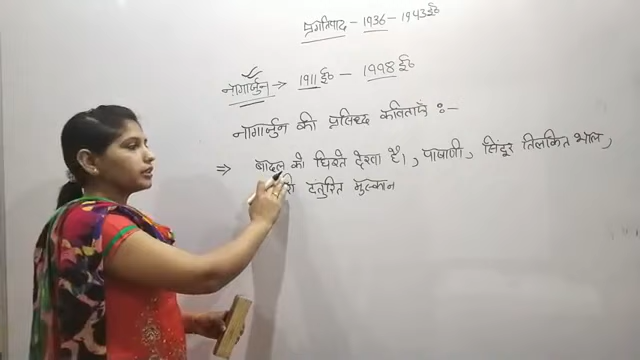 प्रगतिवाद - 1936 - 1943 ई०
नागार्जुन → 1911 ई० - 1998 ई०
नागार्जुन की प्रसिध्द कविताएँ :-
⇒ बादल को घिरते देखा है। , पाषाणी , सिंदूर तिलकित भाल ,
दंतुरित मुस्कान